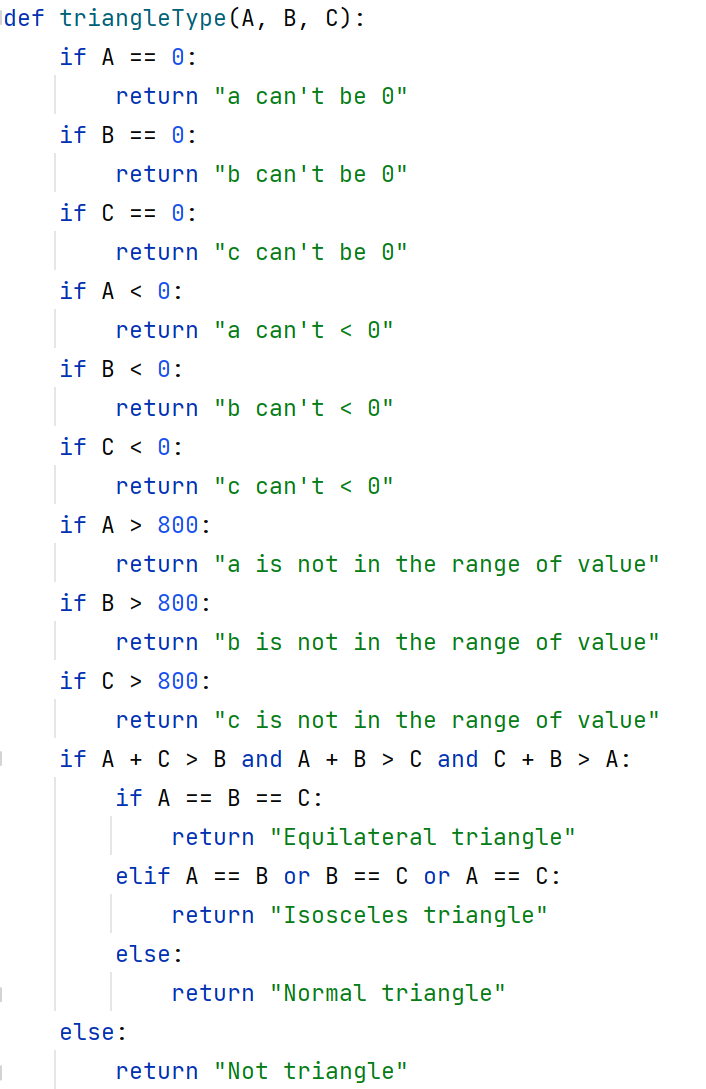 def triangleType(A, B, C):
    if A == 0:
        return "a can't be 0"
    if B == 0:
        return "b can't be 0"
    if C == 0:
        return "c can't be 0"
    if A < 0:
        return "a can't < 0"
    if B < 0:
        return "b can't < 0"
    if C < 0:
        return "c can't < 0"
    if A > 800:
        return "a is not in the range of value"
    if B > 800:
        return "b is not in the range of value"
    if C > 800:
        return "c is not in the range of value"
    if A + C > B and A + B > C and C + B > A:
        if A == B == C:
            return "Equilateral triangle"
        elif A == B or B == C or A == C:
            return "Isosceles triangle"
        else:
            return "Normal triangle"
    else:
        return "Not triangle"